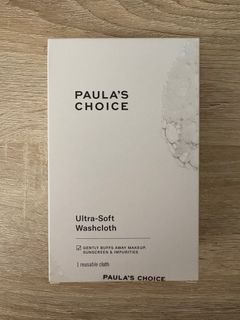 PAULA'S
CHOICE
Ultra-Soft
Washcloth
GENTLY BUFFS AWAY MAKEUP,
SUNSCREEN & IMPURITIES
1 reusable cloth
PAULA'S CHOICE